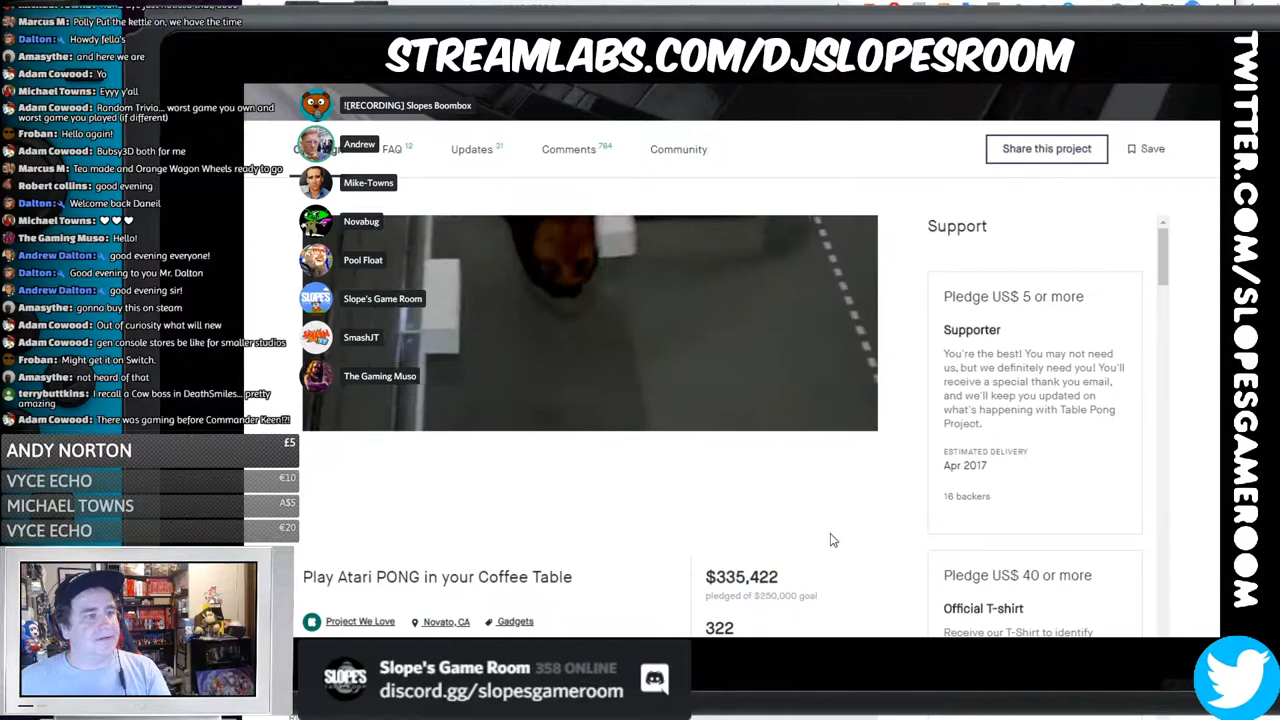 Marcus M: Polly Put the kettle on, we have the time
Dalton: Howdy fella's
Amasythe: and here we are
Adam Cowood: Yo
Michael Towns: Eyyy y'all
Adam Cowood: Random Trivia... worst game you own and
worst game you played (if different)
Froban: Hello again!
Adam Cowood: Bubsy3D both for me
Marcus M: Tea made and Orange Wagon Wheels ready to go
Robert collins: good evening
Dalton: Welcome back Daneil
Michael Towns: ♥ ♥ ♥
The Gaming Muso: Hello!
Andrew Dalton: good evening everyone!
Dalton: Good evening to you Mr. Dalton
Andrew Dalton: good evening sir!
Amasythe: gonna buy this on steam
Adam Cowood: Out of curiosity what will new
gen console stores be like for smaller studios
Froban: Might get it on Switch.
Amasythe: not heard of that
terrybuttkins: I recall a Cow boss in DeathSmiles... pretty
amazing
Adam Cowood: There was gaming before Commander Keen!?!
ANDY NORTON £5
VYCE ECHO €10
MICHAEL TOWNS A$5
VYCE ECHO €20
STREAMLABS.COM/DJSLOPESROOM
![RECORDING] Slopes Boombox
Andrew
Mike-Towns
Novabug
Pool Float
Slope's Game Room
SmashJT
The Gaming Muso
FAQ 12 Updates 31 Comments 764 Community
Share this project Save
Support
Pledge US$ 5 or more
Supporter
You're the best! You may not need
us, but we definitely need you! You'll
receive a special thank you email,
and we'll keep you updated on
what's happening with Table Pong
Project.
ESTIMATED DELIVERY
Apr 2017
16 backers
Pledge US$ 40 or more
Official T-shirt
Receive our T-Shirt to identify
Play Atari PONG in your Coffee Table
Project We Love Novato, CA Gadgets
$335,422
pledged of $250,000 goal
322
SLOPE'S
Slope's Game Room 358 ONLINE
discord.gg/slopesgameroom
TWITTER.COM/SLOPESGAMEROOM